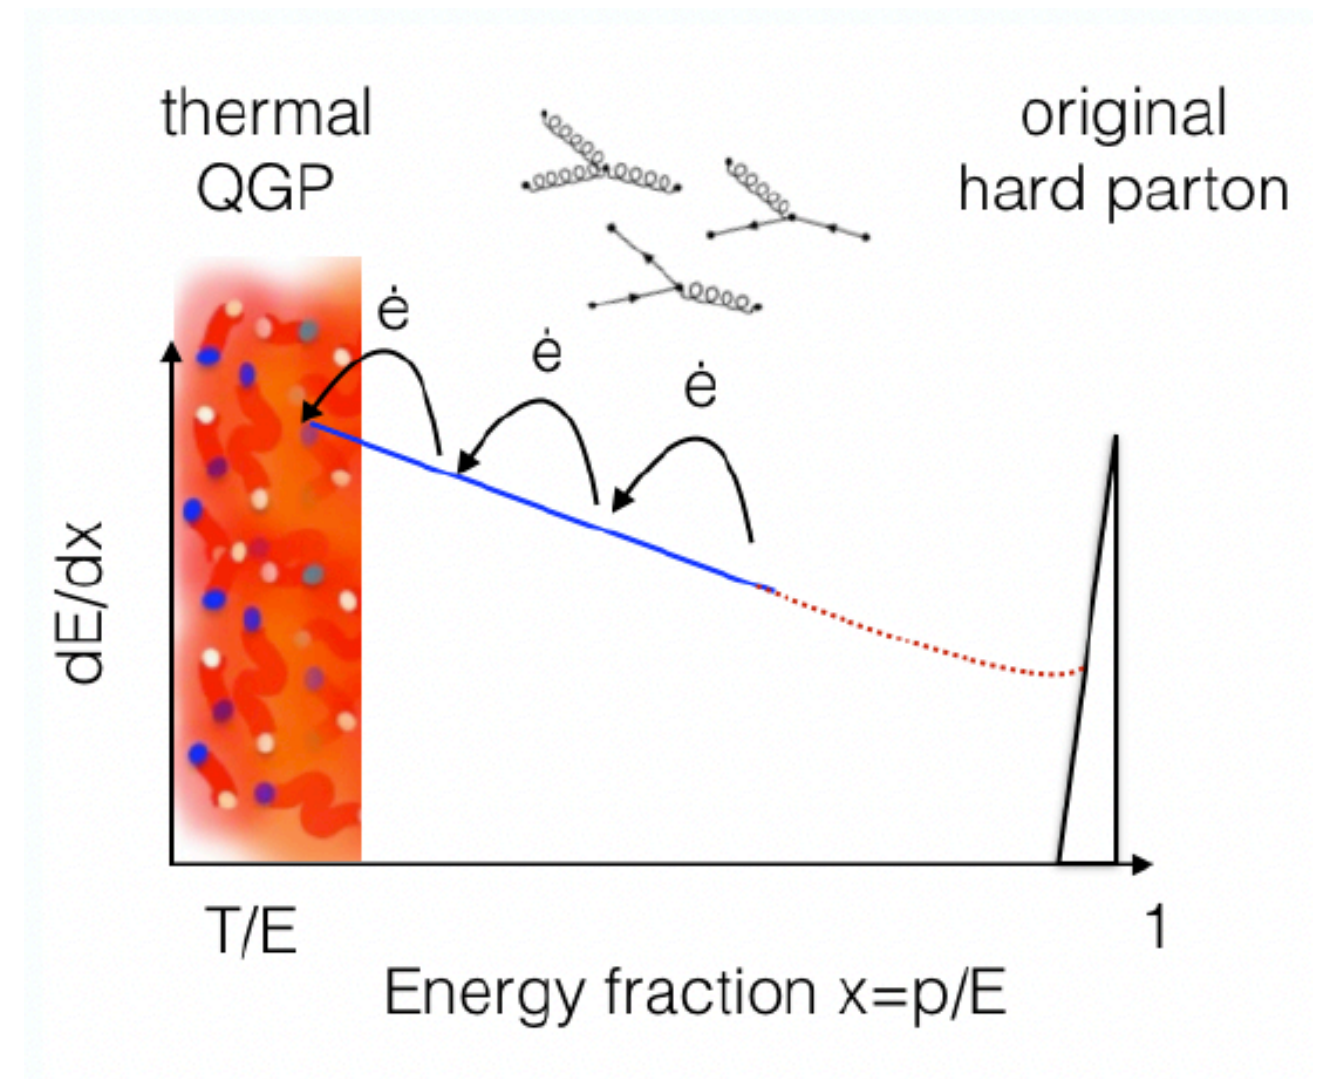 thermal
QGP
original
hard parton
ė
ė
ė
dE/dx
T/E
1
Energy fraction x=p/E